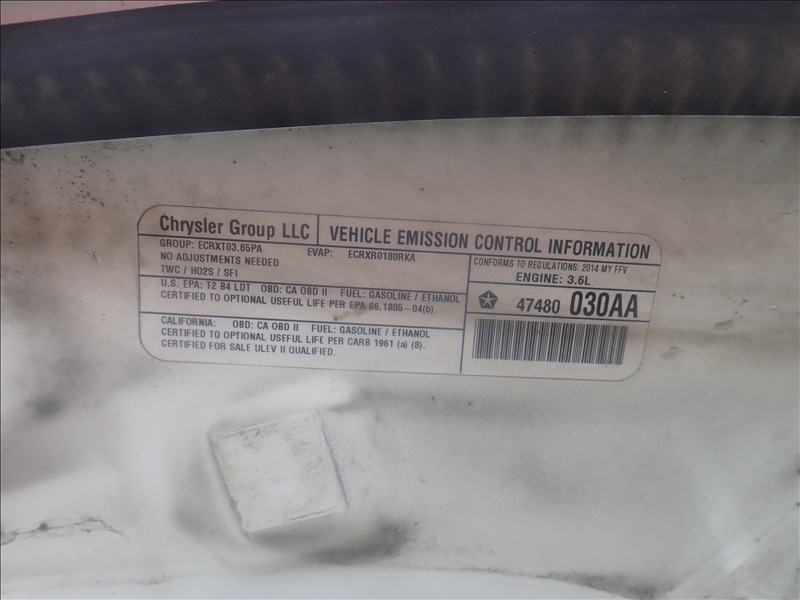 Chrysler Group LLC
VEHICLE EMISSION CONTROL INFORMATION
GROUP: ECRXT03.65PA
EVAP: ECRXR0180RKA
NO ADJUSTMENTS NEEDED
TWC / HO2S / SFI
CONFORMS TO REGULATIONS: 2014 MY FFV
ENGINE: 3.6L
U.S. EPA: T2 B4 LDT OBD: CA OBD II FUEL: GASOLINE / ETHANOL
CERTIFIED TO OPTIONAL USEFUL LIFE PER EPA 86.1805-04(b).
47480 030AA
CALIFORNIA: OBD: CA OBD II FUEL: GASOLINE / ETHANOL
CERTIFIED TO OPTIONAL USEFUL LIFE PER CARB 1961 (a) (8).
CERTIFIED FOR SALE ULEV II QUALIFIED.